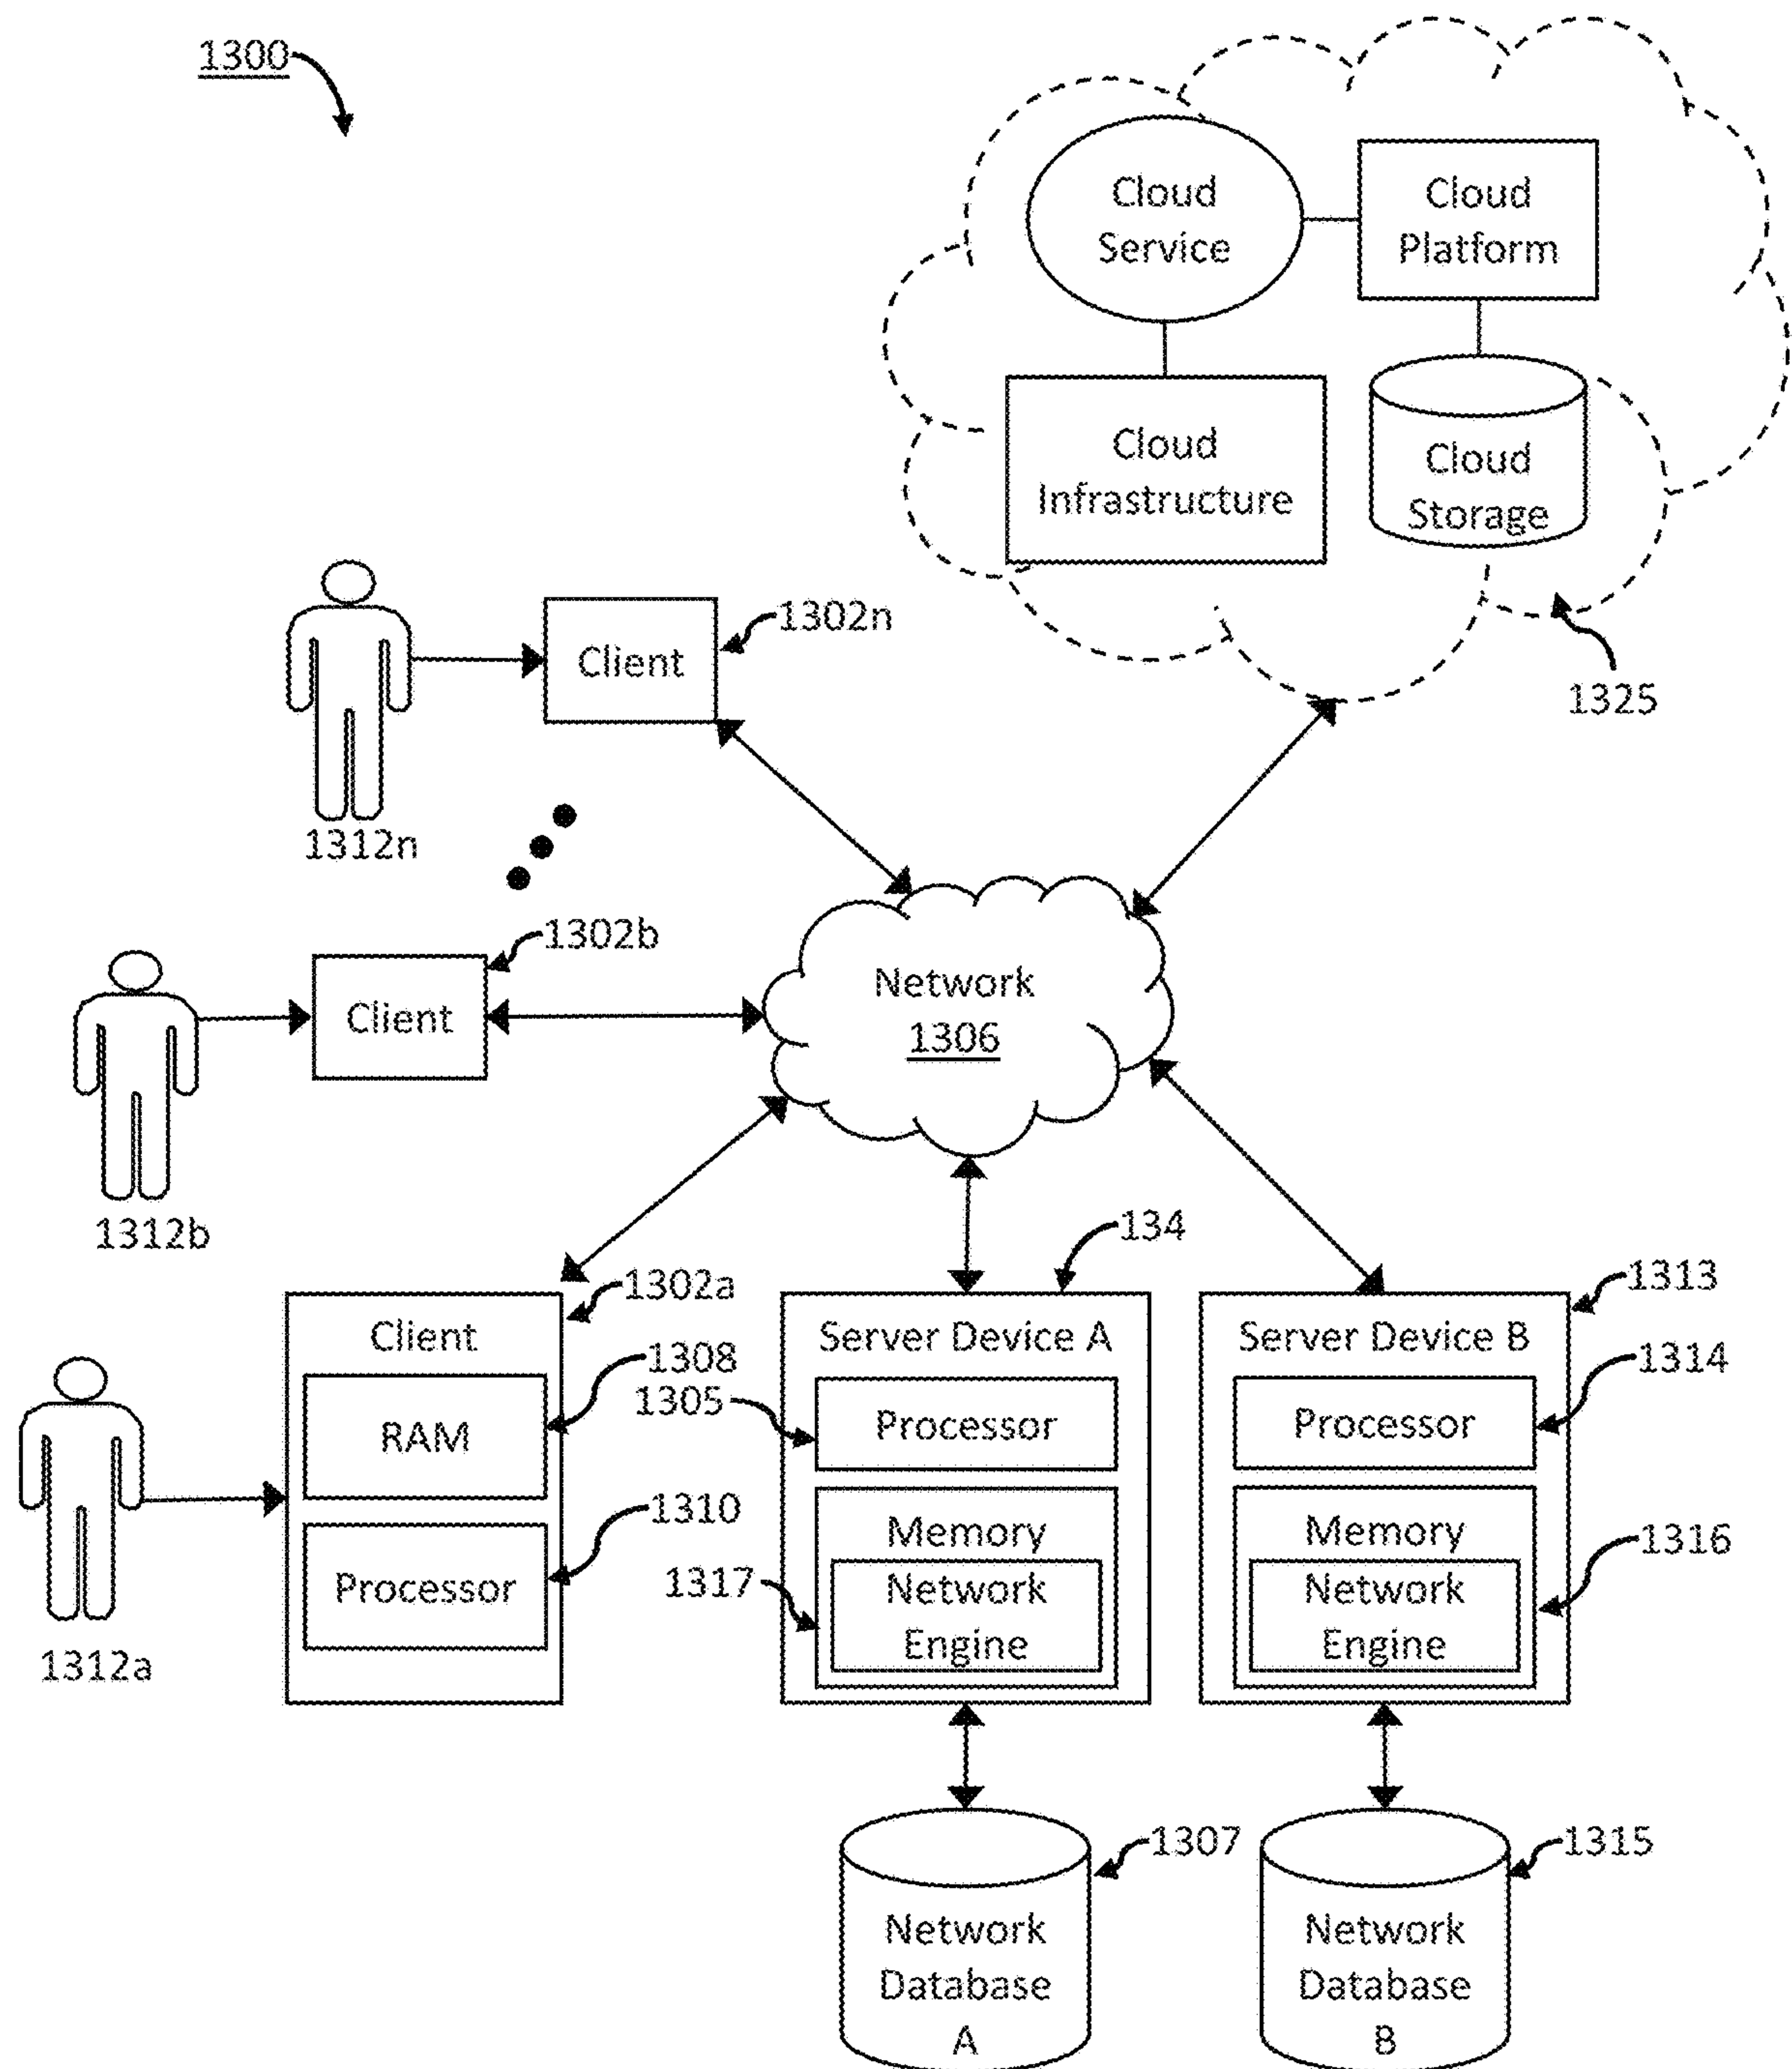 1300
Cloud
Service
Cloud
Platform
Cloud
Infrastructure
Cloud
Storage
1325
Client
1302n
1312n
1302b
Client
1312b
Network
1306
134
1302a
1313
Client
1308
RAM
1310
Processor
1312a
Server Device A
1305
Processor
Memory
1317
Network
Engine
Server Device B
1314
Processor
Memory
1316
Network
Engine
1307
Network
Database
A
1315
Network
Database
B